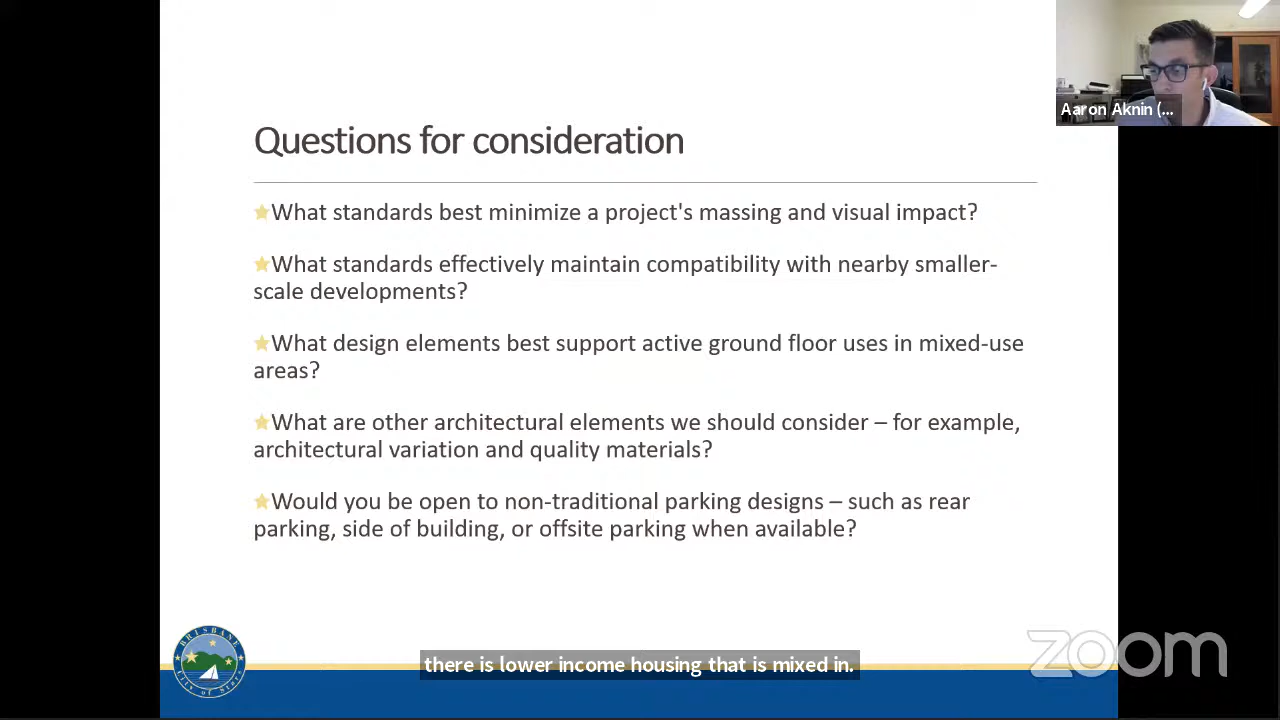 Aaron Aknin (...
Questions for consideration
What standards best minimize a project's massing and visual impact?
What standards effectively maintain compatibility with nearby smaller-
scale developments?
What design elements best support active ground floor uses in mixed-use
areas?
What are other architectural elements we should consider – for example,
architectural variation and quality materials?
Would you be open to non-traditional parking designs – such as rear
parking, side of building, or offsite parking when available?
BRISBANE
City of Stars
there is lower income housing that is mixed in.
zoom